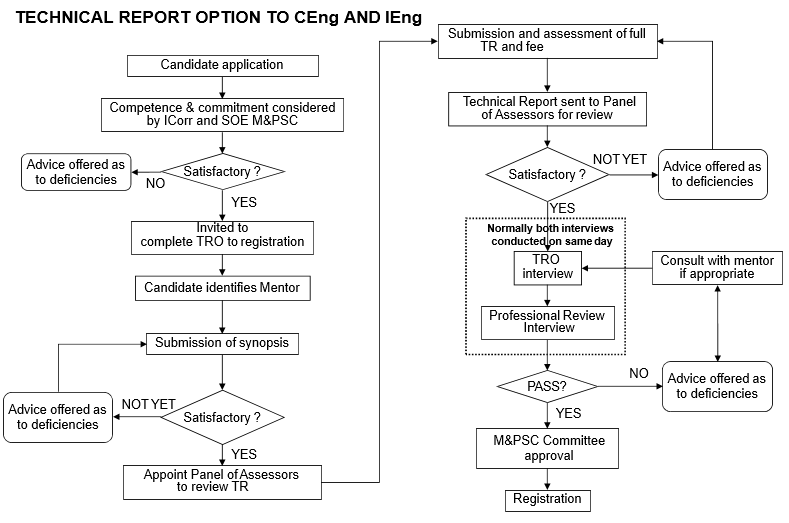 TECHNICAL REPORT OPTION TO CEng AND IEng
Candidate application
Competence & commitment considered
by ICorr and SOE M&PSC
Satisfactory ?
NO
Advice offered as
to deficiencies
YES
Invited to
complete TRO to registration
Candidate identifies Mentor
Submission of synopsis
Satisfactory ?
NOT YET
Advice offered as
to deficiencies
YES
Appoint Panel of Assessors
to review TR
Submission and assessment of full
TR and fee
Technical Report sent to Panel
of Assessors for review
Satisfactory ?
NOT YET
Advice offered as
to deficiencies
YES
Normally both interviews
conducted on same day
TRO
interview
Consult with mentor
if appropriate
Professional Review
Interview
PASS?
NO
Advice offered as
to deficiencies
YES
M&PSC Committee
approval
Registration